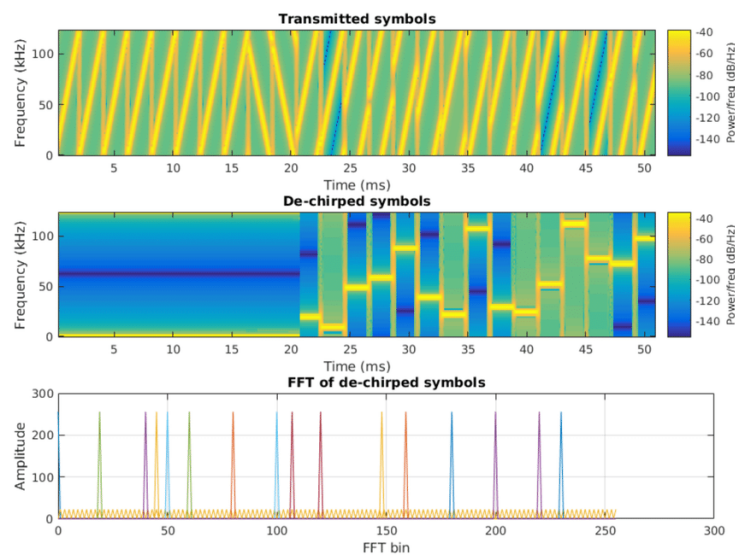 Transmitted symbols
Frequency (kHz)
100
50
0
5 10 15 20 25 30 35 40 45 50
Time (ms)
-40
-60
-80
-100
-120
-140
Power/freq (dB/Hz)
De-chirped symbols
Frequency (kHz)
100
50
0
5 10 15 20 25 30 35 40 45 50
Time (ms)
-40
-60
-80
-100
-120
-140
Power/freq (dB/Hz)
FFT of de-chirped symbols
Amplitude
300
200
100
0
0 50 100 150 200 250 300
FFT bin